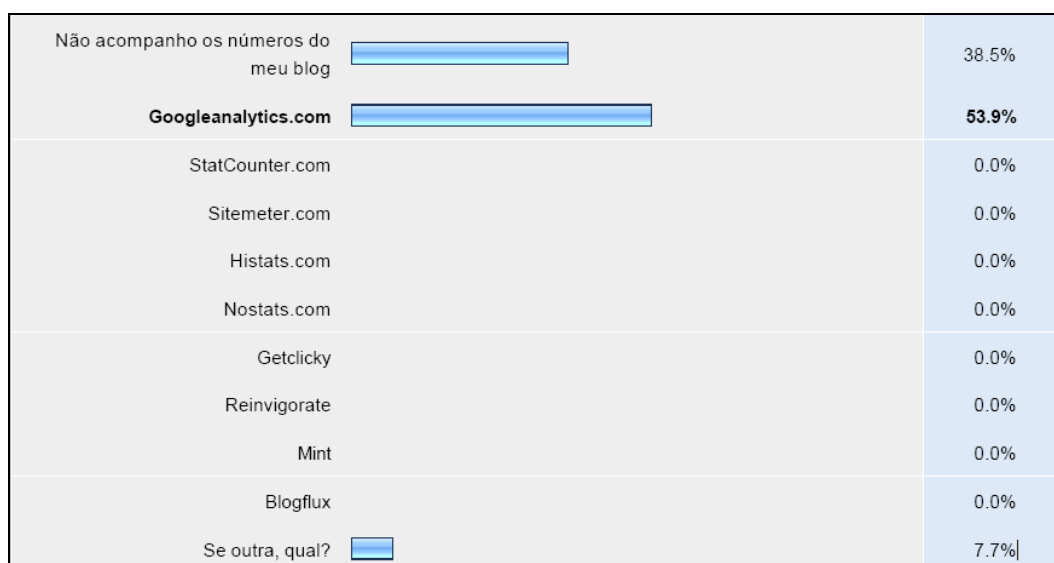 Não acompanho os números do
meu blog 38.5%
Googleanalytics.com 53.9%
StatCounter.com 0.0%
Sitemeter.com 0.0%
Histats.com 0.0%
Nostats.com 0.0%
Getclicky 0.0%
Reinvigorate 0.0%
Mint 0.0%
Blogflux 0.0%
Se outra, qual? 7.7%